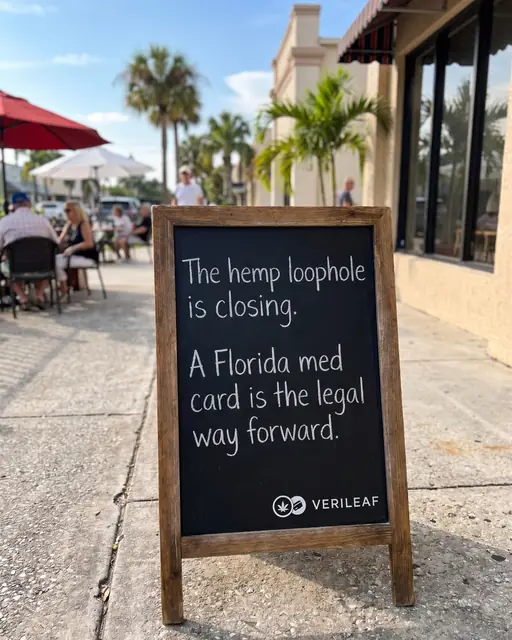 The hemp loophole
is closing.
A Florida med
card is the legal
way forward.
VERILEAF